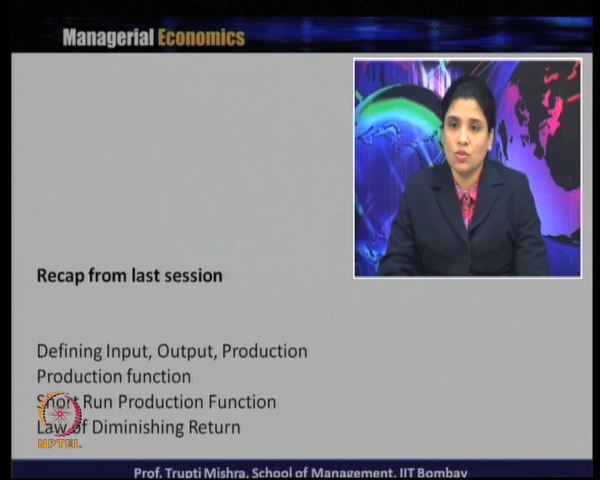 Managerial Economics
Recap from last session
Defining Input, Output, Production
Production function
Short Run Production Function
Law of Diminishing Return
NPTEL
Prof. Trupti Mishra, School of Management, IIT Bombay